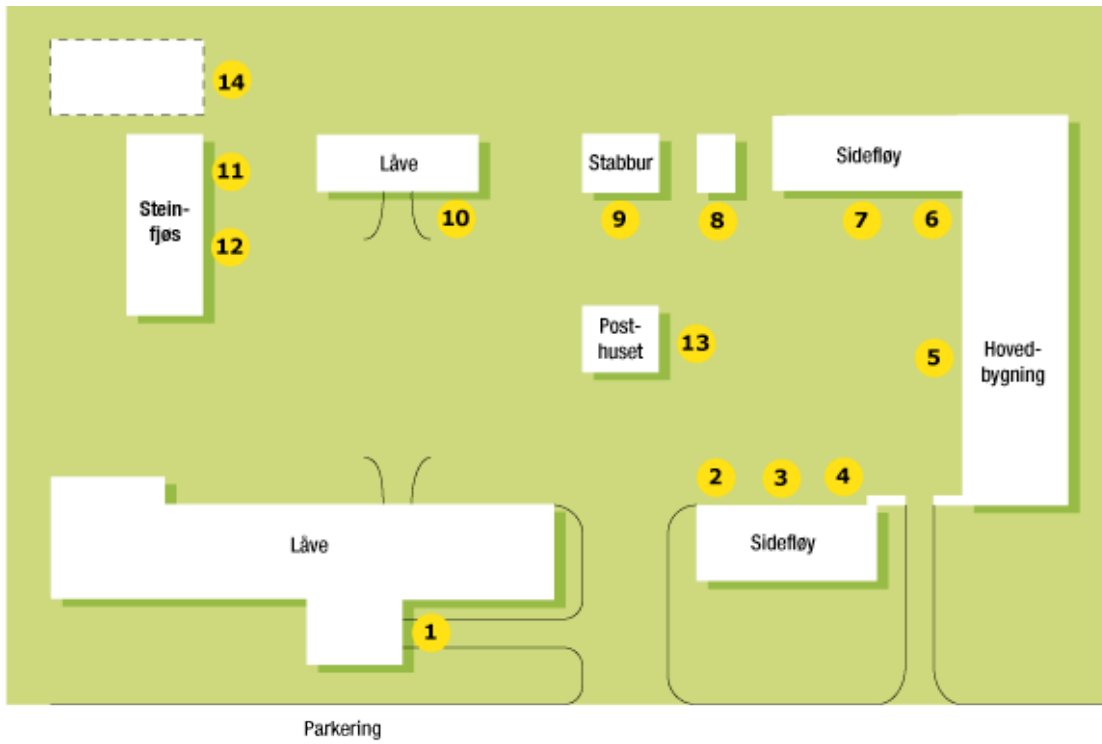 14
11
Låve
Stabbur
Sidefløy
Stein-
fjøs
12
10
9
8
7
6
Post-
huset
13
5
Hoved-
bygning
2
3
4
Låve
Sidefløy
1
Parkering